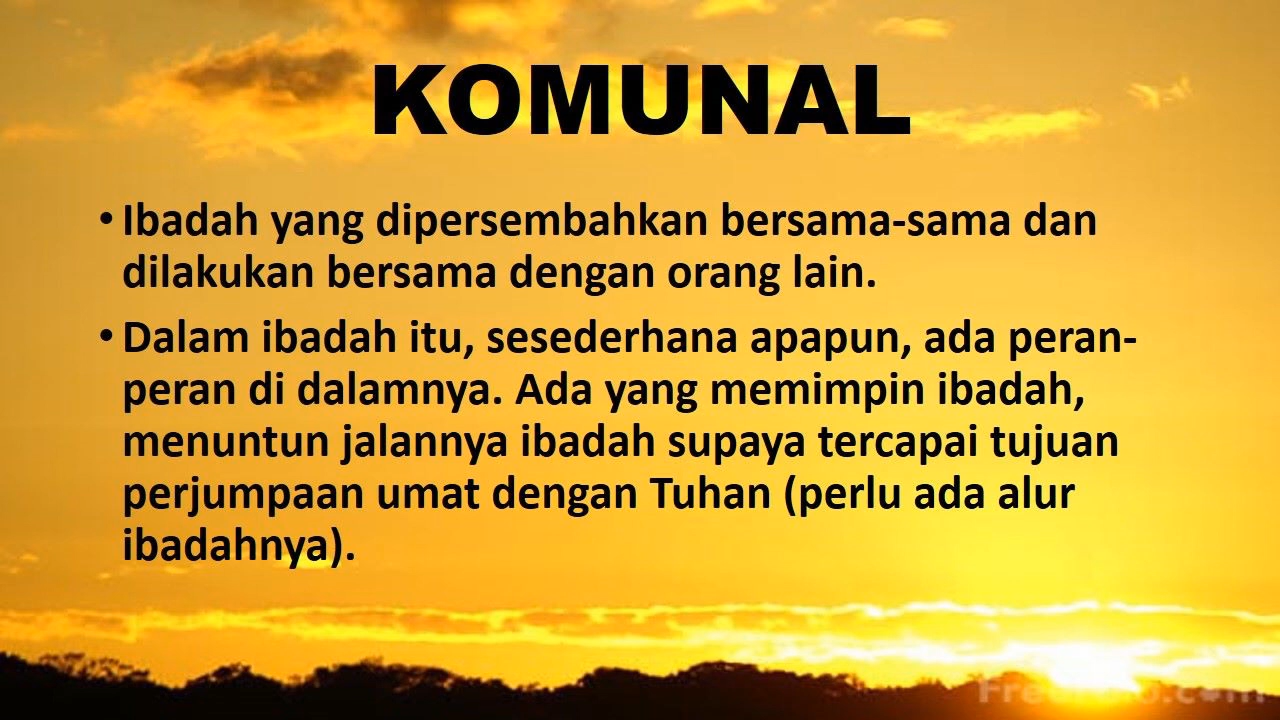 KOMUNAL
• Ibadah yang dipersembahkan bersama-sama dan
dilakukan bersama dengan orang lain.
• Dalam ibadah itu, sesederhana apapun, ada peran-
peran di dalamnya. Ada yang memimpin ibadah,
menuntun jalannya ibadah supaya tercapai tujuan
perjumpaan umat dengan Tuhan (perlu ada alur
ibadahnya).